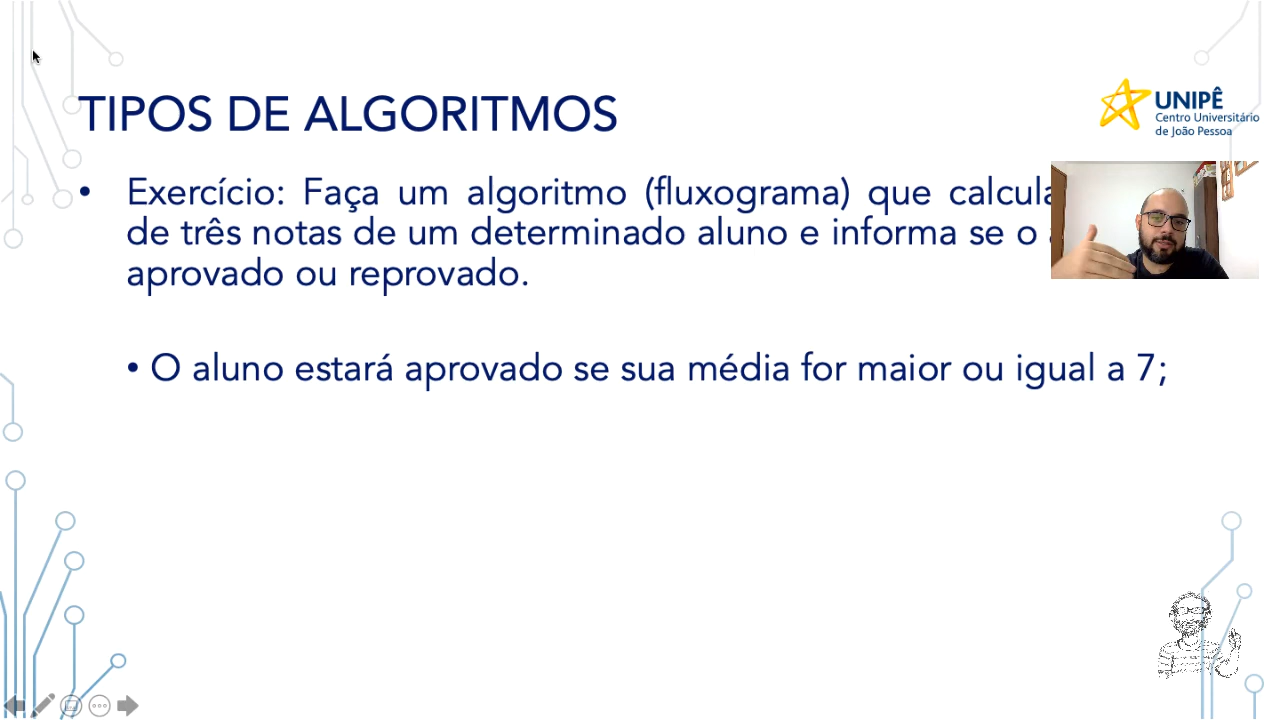 TIPOS DE ALGORITMOS
UNIPÊ
Centro Universitário
de João Pessoa
• Exercício: Faça um algoritmo (fluxograma) que
de três notas de um determinado aluno e informa se o
aprovado ou reprovado.
• O aluno estará aprovado se sua média for maior ou igual a 7;